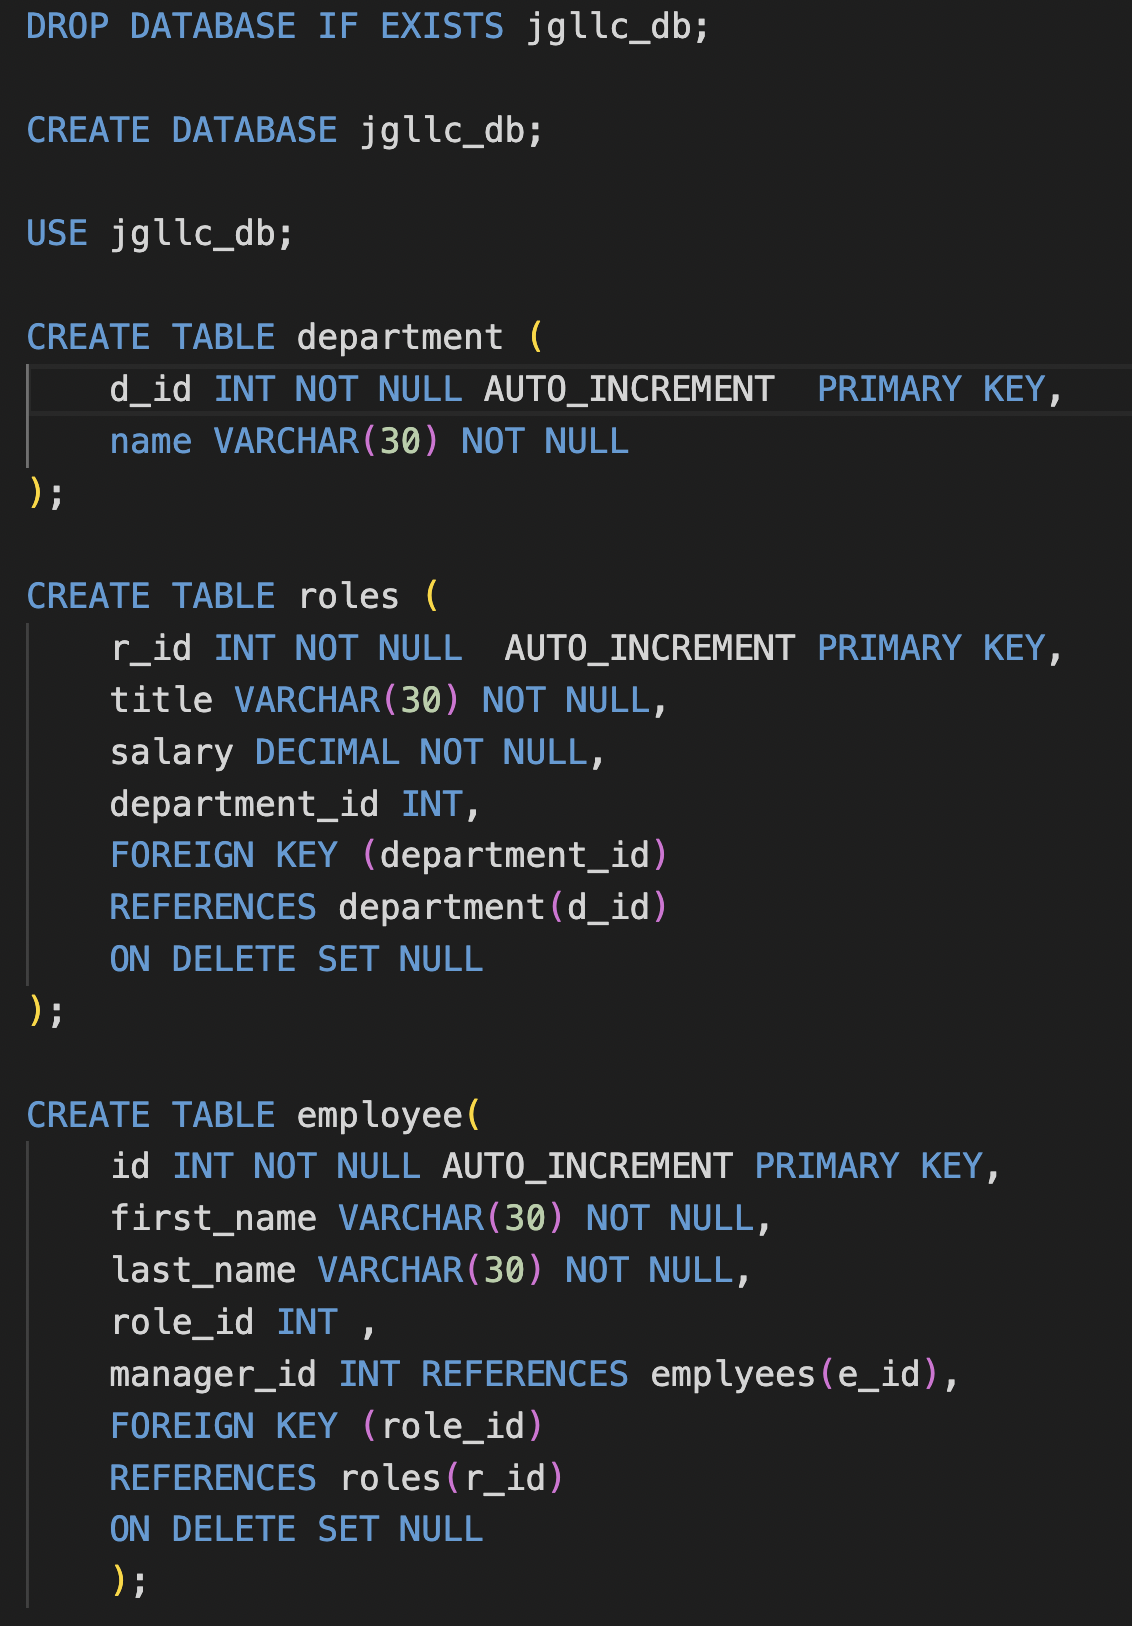 DROP DATABASE IF EXISTS jgllc_db;
CREATE DATABASE jgllc_db;
USE jgllc_db;
CREATE TABLE department (
    d_id INT NOT NULL AUTO_INCREMENT  PRIMARY KEY,
    name VARCHAR(30) NOT NULL
);
CREATE TABLE roles (
    r_id INT NOT NULL  AUTO_INCREMENT PRIMARY KEY,
    title VARCHAR(30) NOT NULL,
    salary DECIMAL NOT NULL,
    department_id INT,
    FOREIGN KEY (department_id)
    REFERENCES department(d_id)
    ON DELETE SET NULL
);
CREATE TABLE employee(
    id INT NOT NULL AUTO_INCREMENT PRIMARY KEY,
    first_name VARCHAR(30) NOT NULL,
    last_name VARCHAR(30) NOT NULL,
    role_id INT ,
    manager_id INT REFERENCES emplyees(e_id),
    FOREIGN KEY (role_id)
    REFERENCES roles(r_id)
    ON DELETE SET NULL
    );